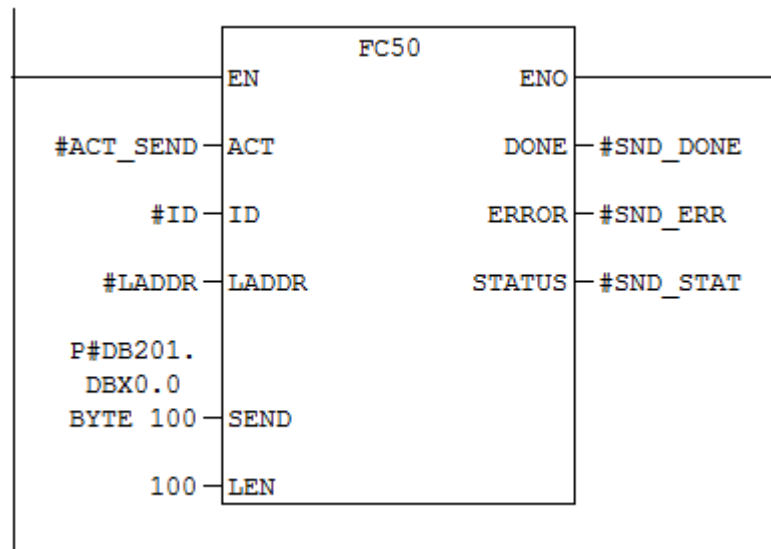 FC50
EN ENO
#ACT_SEND ACT DONE #SND_DONE
#ID ID ERROR #SND_ERR
#LADDR LADDR STATUS #SND_STAT
P#DB201.
DBX0.0
BYTE 100 SEND
100 LEN